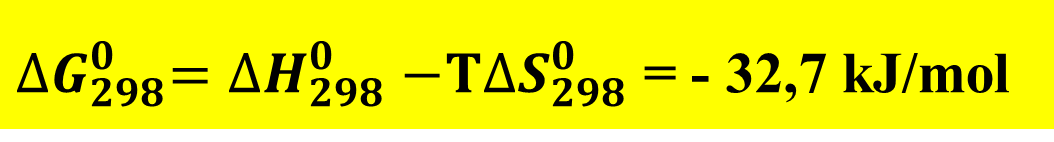 ΔG⁰₂₉₈ = ΔH⁰₂₉₈ − TΔS⁰₂₉₈ = - 32,7 kJ/mol